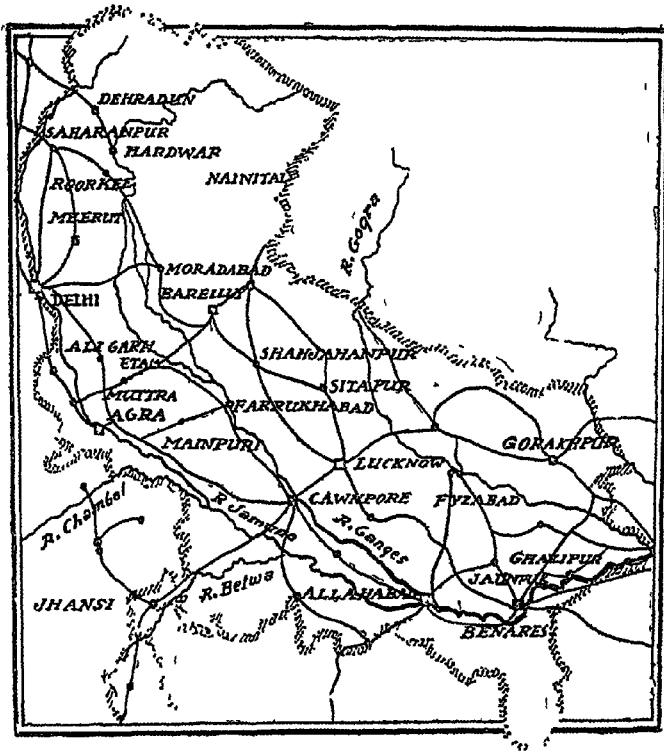 DEHRADUN
SAHARANPUR
HARDWAR
ROORKEE
NAINITAL
MEERUT
R. Gogra
MORADABAD
BAREILLY
DELHI
ALIGARH
ETAH
SHAHJAHANPUR
SITAPUR
MUTTRA
FARRUKHABAD
AGRA
MAINPURI
GORAKHPUR
LUCKNOW
R. Chambal
R. Jamuna
CAWNPORE
FYZABAD
R. Ganges
GHAZIPUR
JAUNPUR
R. Betwa
JHANSI
ALLAHABAD
BENARES